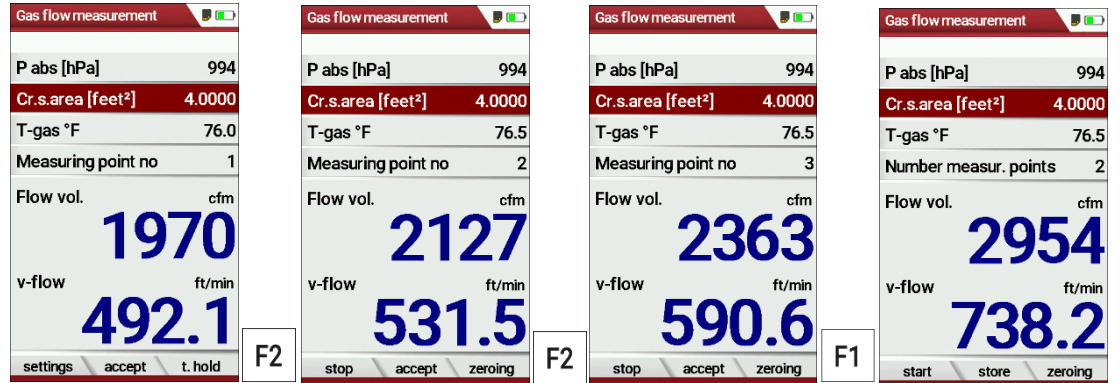 Gas flow measurement
P abs [hPa] 994
Cr.s.area [feet²] 4.0000
T-gas °F 76.0
Measuring point no 1
Flow vol. cfm
1970
v-flow ft/min
492.1
settings accept t. hold
F2
Gas flow measurement
P abs [hPa] 994
Cr.s.area [feet²] 4.0000
T-gas °F 76.5
Measuring point no 2
Flow vol. cfm
2127
v-flow ft/min
531.5
stop accept zeroing
F2
Gas flow measurement
P abs [hPa] 994
Cr.s.area [feet²] 4.0000
T-gas °F 76.5
Measuring point no 3
Flow vol. cfm
2363
v-flow ft/min
590.6
stop accept zeroing
F1
Gas flow measurement
P abs [hPa] 994
Cr.s.area [feet²] 4.0000
T-gas °F 76.5
Number measur. points 2
Flow vol. cfm
2954
v-flow ft/min
738.2
start store zeroing